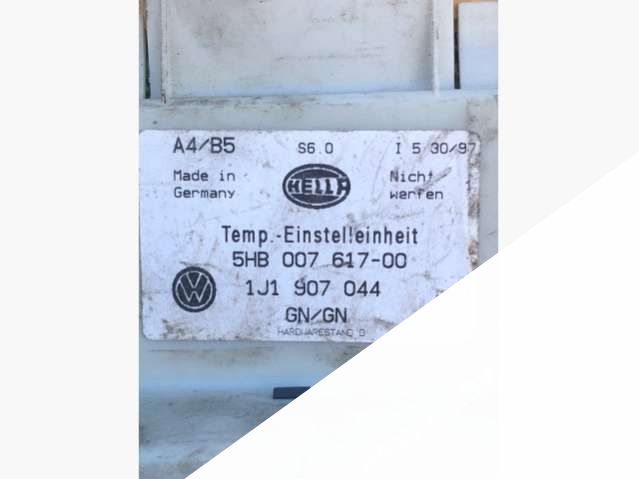 A4/B5 S6.0 I 5 30/97
Made in Germany
HELLA
Nicht werfen
Temp.-Einstelleinheit
5HB 007 617-00
VW
1J1 907 044
GN/GN
HARDWARESTAND D